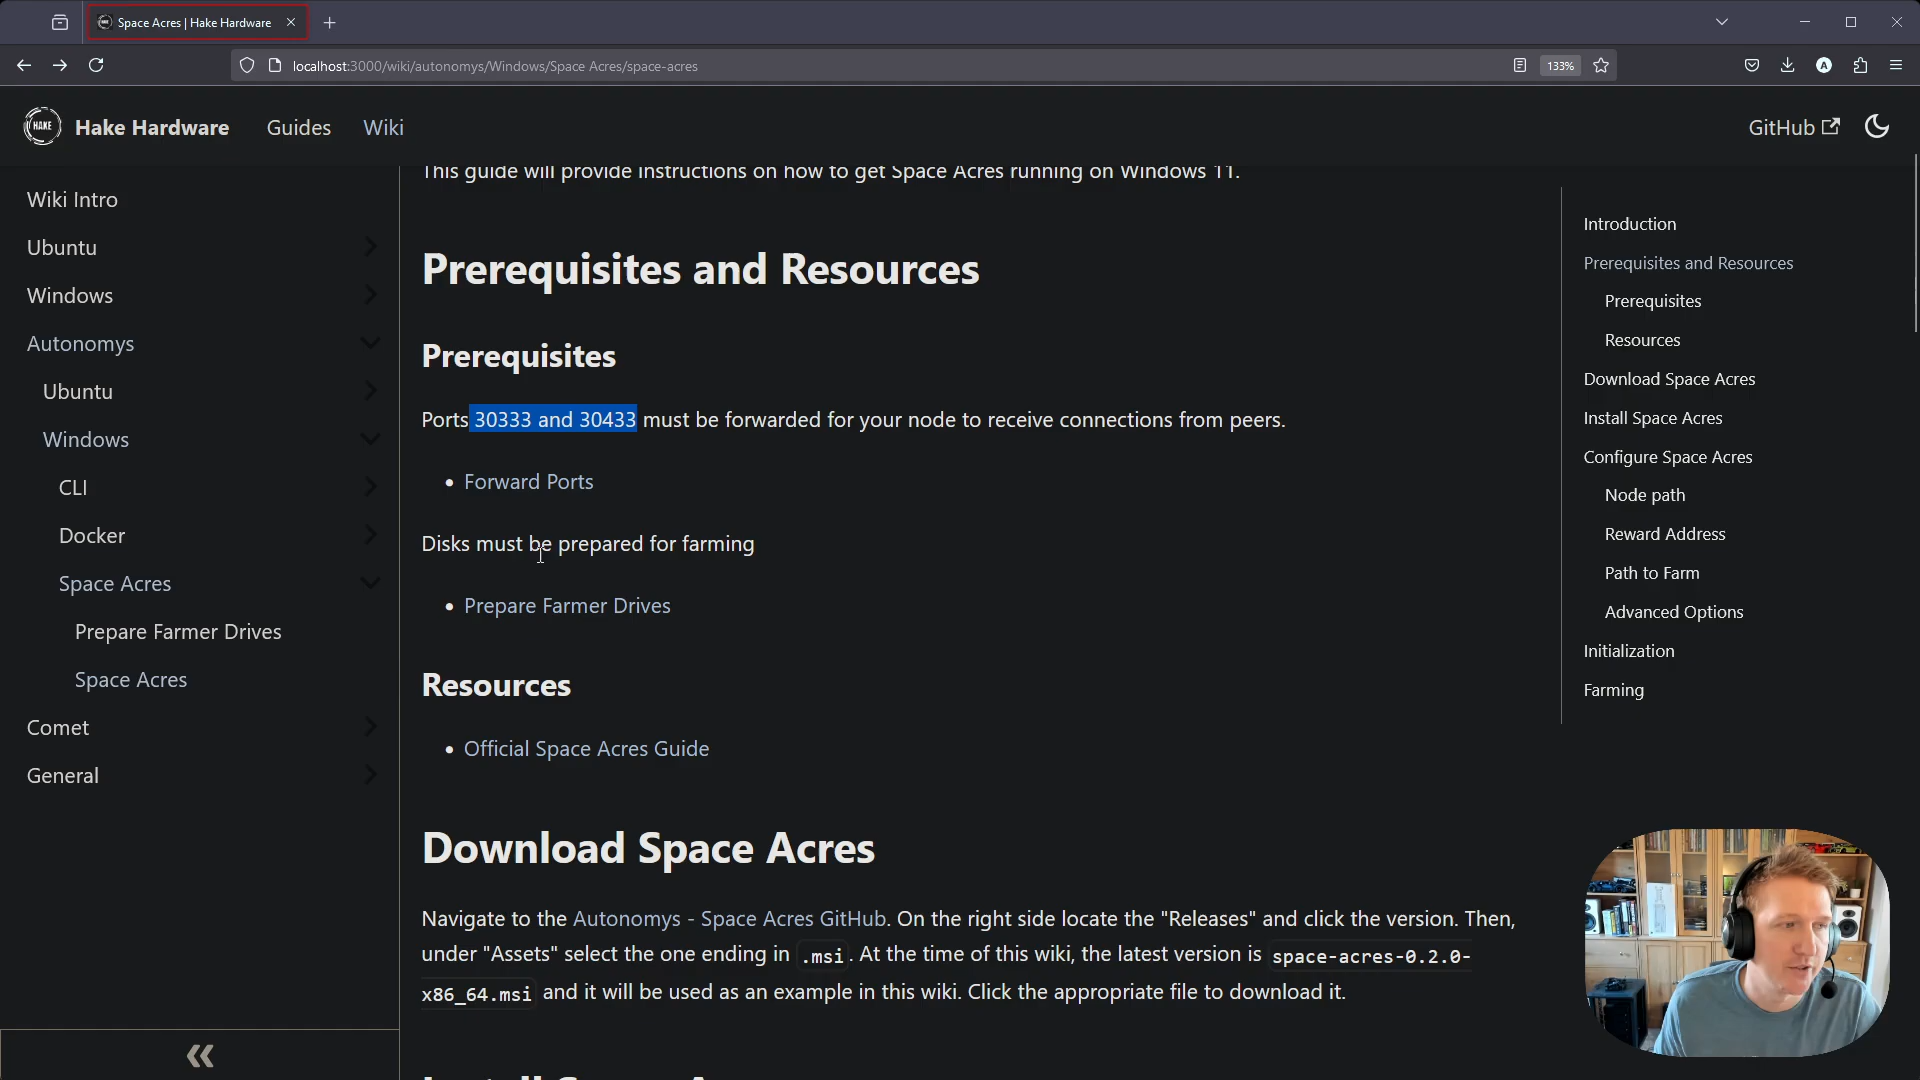 Space Acres | Hake Hardware
localhost:3000/wiki/autonomys/Windows/Space Acres/space-acres
133%
A
HAKE
Hake Hardware
Guides
Wiki
GitHub
Wiki Intro
Ubuntu
Windows
Autonomys
Ubuntu
Windows
CLI
Docker
Space Acres
Prepare Farmer Drives
Space Acres
Comet
General
This guide will provide instructions on how to get Space Acres running on Windows 11.
Prerequisites and Resources
Prerequisites
Ports 30333 and 30433 must be forwarded for your node to receive connections from peers.
Forward Ports
Disks must be prepared for farming
Prepare Farmer Drives
Resources
Official Space Acres Guide
Download Space Acres
Navigate to the Autonomys - Space Acres GitHub. On the right side locate the "Releases" and click the version. Then,
under "Assets" select the one ending in .msi. At the time of this wiki, the latest version is space-acres-0.2.0-
x86_64.msi and it will be used as an example in this wiki. Click the appropriate file to download it.
Introduction
Prerequisites and Resources
Prerequisites
Resources
Download Space Acres
Install Space Acres
Configure Space Acres
Node path
Reward Address
Path to Farm
Advanced Options
Initialization
Farming